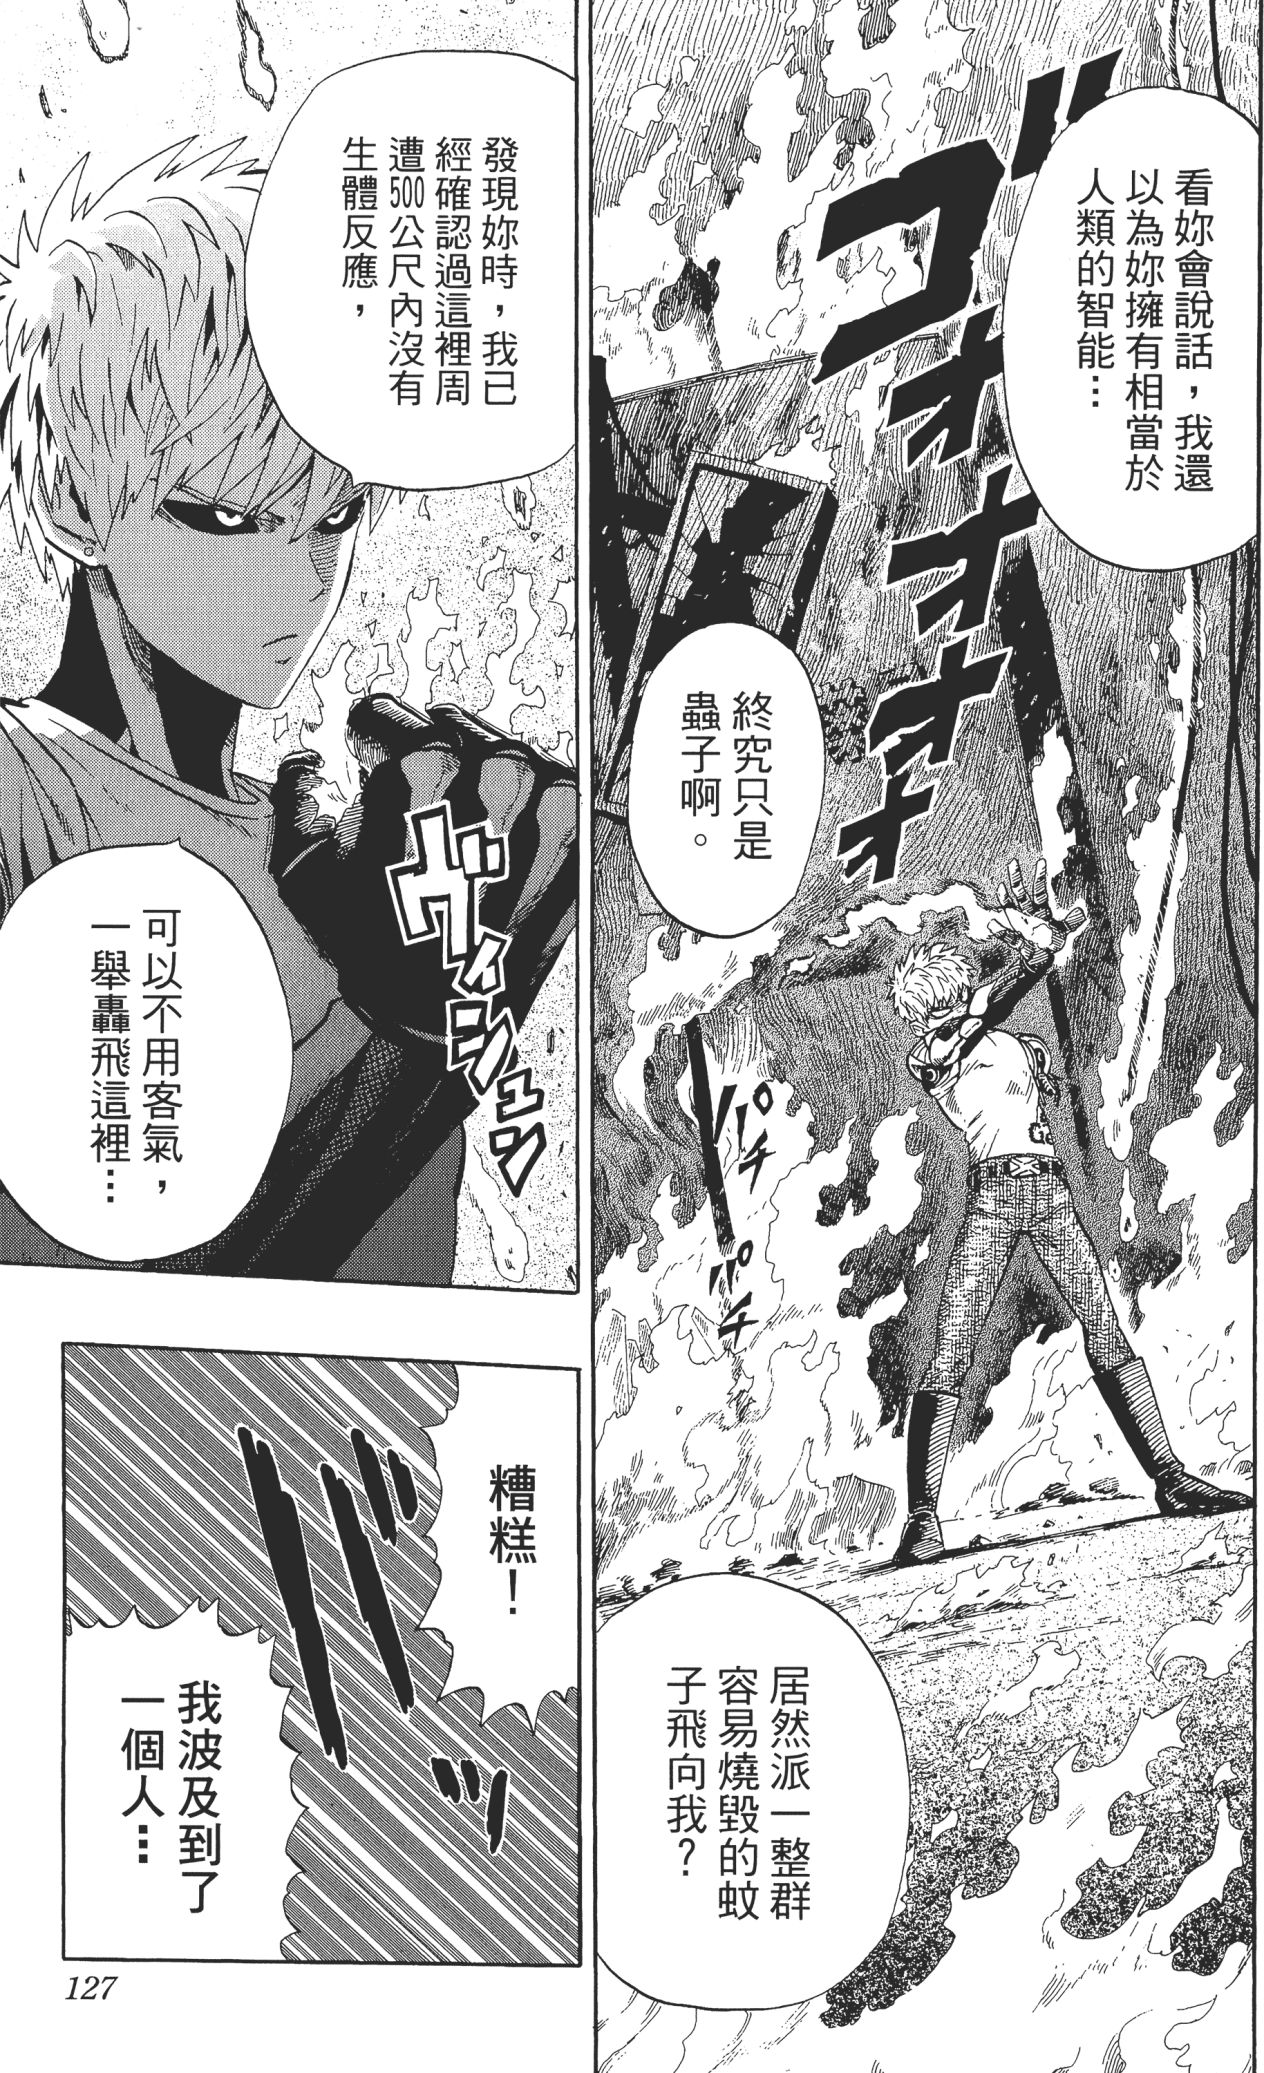 看妳會說話，我還
以為妳擁有相當於
人類的智能…
ゴオオオオオ
終究只是
蟲子啊。
パチ
パチ
Ge
居然派一整群
容易燒毀的蚊
子飛向我？
發現妳時，我已
經確認過這裡周
遭500公尺內沒有
生體反應，
ヴィシュン
可以不用客氣，
一舉轟飛這裡…
糟糕！
我波及到了
一個人…
127